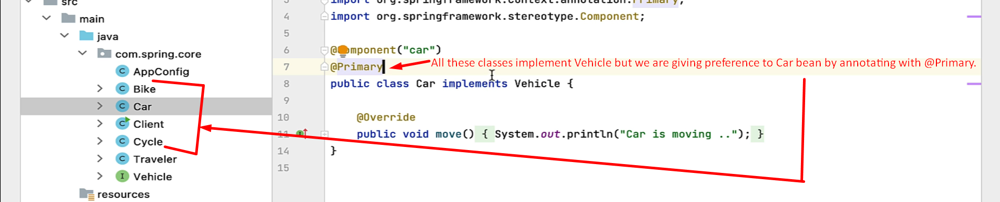 src
main
java
com.spring.core
AppConfig
Bike
Car
Client
Cycle
Traveler
Vehicle
resources
3 import org.springframework.context.annotation.Primary;
4 import org.springframework.stereotype.Component;
5
6 @Component("car")
7 @Primary
All these classes implement Vehicle but we are giving preference to Car bean by annotating with @Primary.
8 public class Car implements Vehicle {
9
10 @Override
11 public void move() { System.out.println("Car is moving .."); }
14 }
15